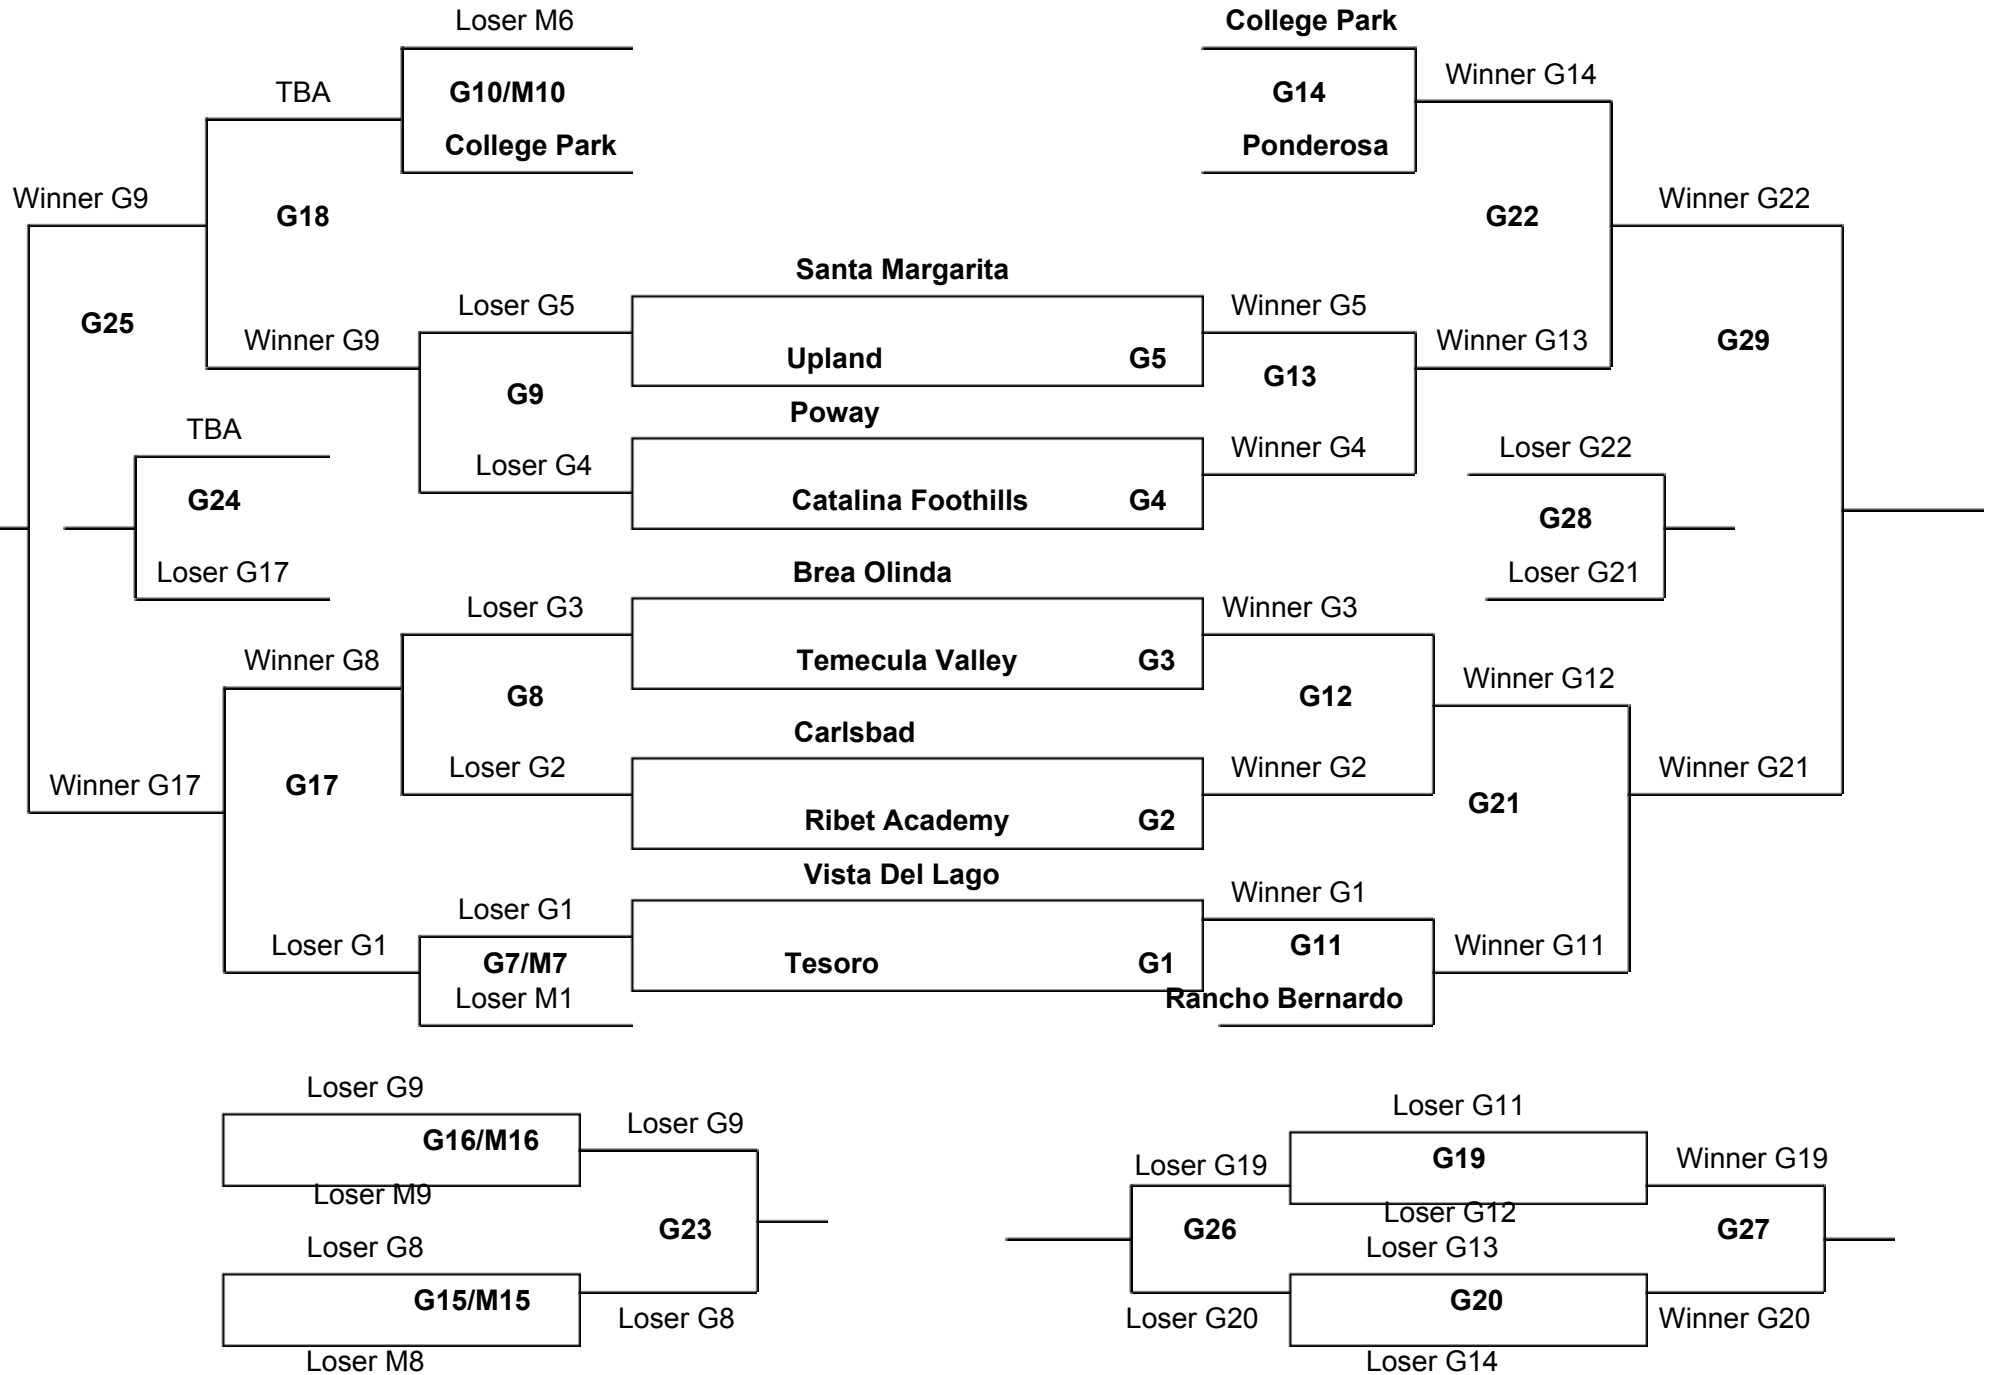 Loser M6
College Park
TBA
G10/M10
G14
Winner G14
College Park
Ponderosa
Winner G9
G18
G22
Winner G22
Santa Margarita
Loser G5
Winner G5
G25
Winner G9
Upland
G5
G13
Winner G13
G29
G9
Poway
TBA
Loser G4
Winner G4
Loser G22
G24
Catalina Foothills
G4
G28
Loser G17
Brea Olinda
Loser G21
Loser G3
Winner G3
Winner G8
Temecula Valley
G3
Winner G12
G8
G12
Carlsbad
Winner G17
G17
Loser G2
Winner G2
G21
Winner G21
Ribet Academy
G2
Vista Del Lago
Loser G1
Winner G1
Loser G1
G7/M7
Tesoro
G1
G11
Winner G11
Loser M1
Rancho Bernardo
Loser G9
G16/M16
Loser G9
Loser M9
G23
Loser G8
G15/M15
Loser G8
Loser M8
Loser G11
Loser G19
G19
Winner G19
Loser G12
G26
G27
Loser G13
Loser G20
G20
Winner G20
Loser G14